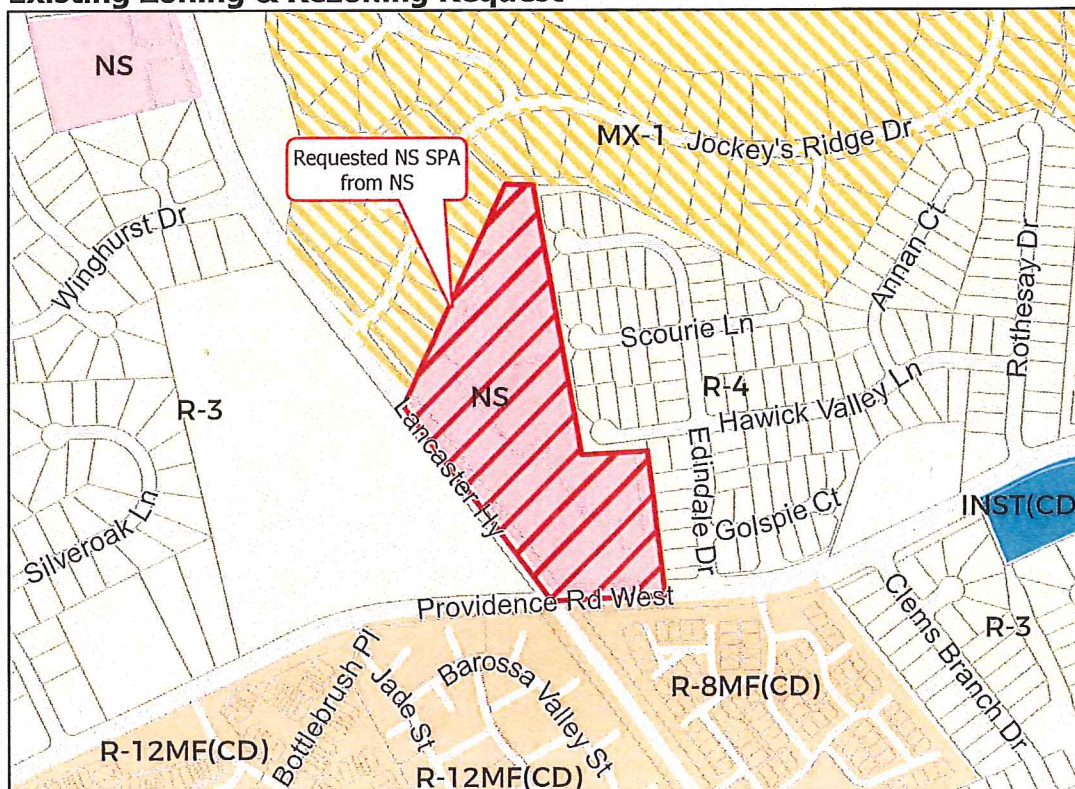 Existing Zoning & Rezoning Request
NS
MX-1
Jockey's Ridge Dr
Requested NS SPA
from NS
Winghurst Dr
Annan Ct
Rothesay Dr
Scourie Ln
R-3
NS
R-4
Hawick Valley Ln
Lancaster Hy
Edindale Dr
Silveroak Ln
Golspie Ct
INST(CD
Providence Rd West
Clems Branch Dr
R-3
Bottlebrush Pl
Jade St
Barossa Valley St
R-8MF(CD)
R-12MF(CD)
R-12MF(CD)